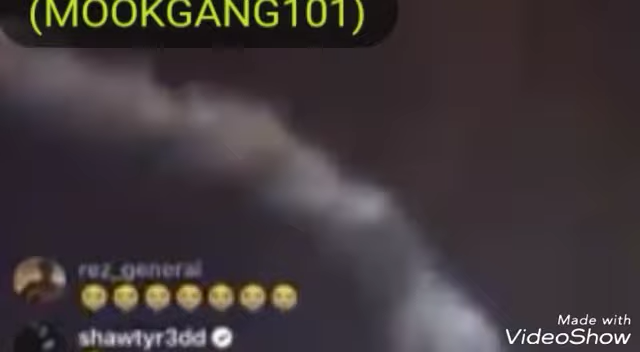 (MOOKGANG101)
rez_general
shawtyr3dd
Made with
VideoShow